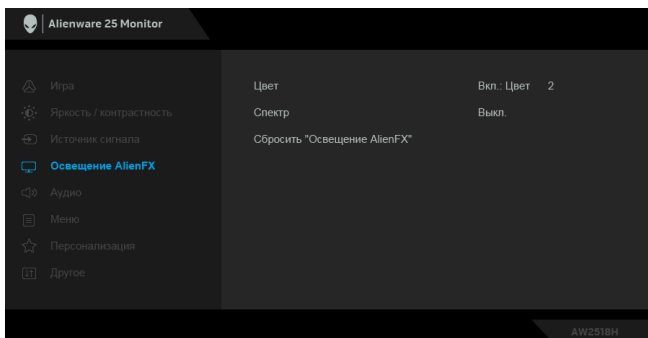 Alienware 25 Monitor
Игра
Яркость / контрастность
Источник сигнала
Освещение AlienFX
Аудио
Меню
Персонализация
Другое
Цвет Вкл.: Цвет 2
Спектр Выкл.
Сбросить "Освещение AlienFX"
AW2518H